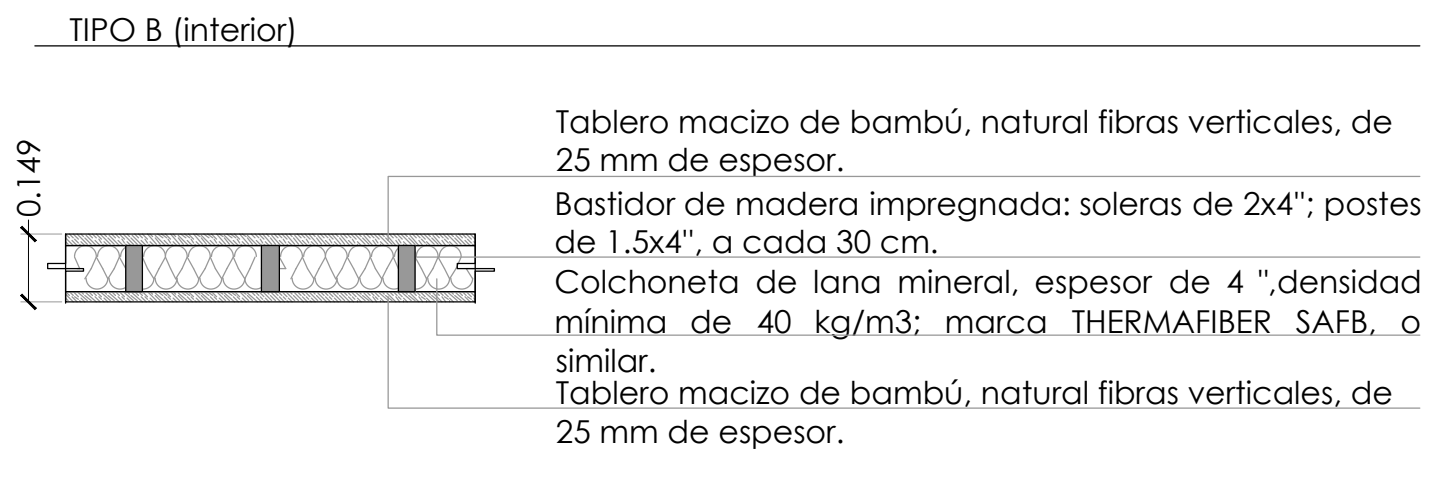 TIPO B (interior)
0.149
Tablero macizo de bambú, natural fibras verticales, de
25 mm de espesor.
Bastidor de madera impregnada: soleras de 2x4"; postes
de 1.5x4", a cada 30 cm.
Colchoneta de lana mineral, espesor de 4 ",densidad
mínima de 40 kg/m3; marca THERMAFIBER SAFB, o
similar.
Tablero macizo de bambú, natural fibras verticales, de
25 mm de espesor.